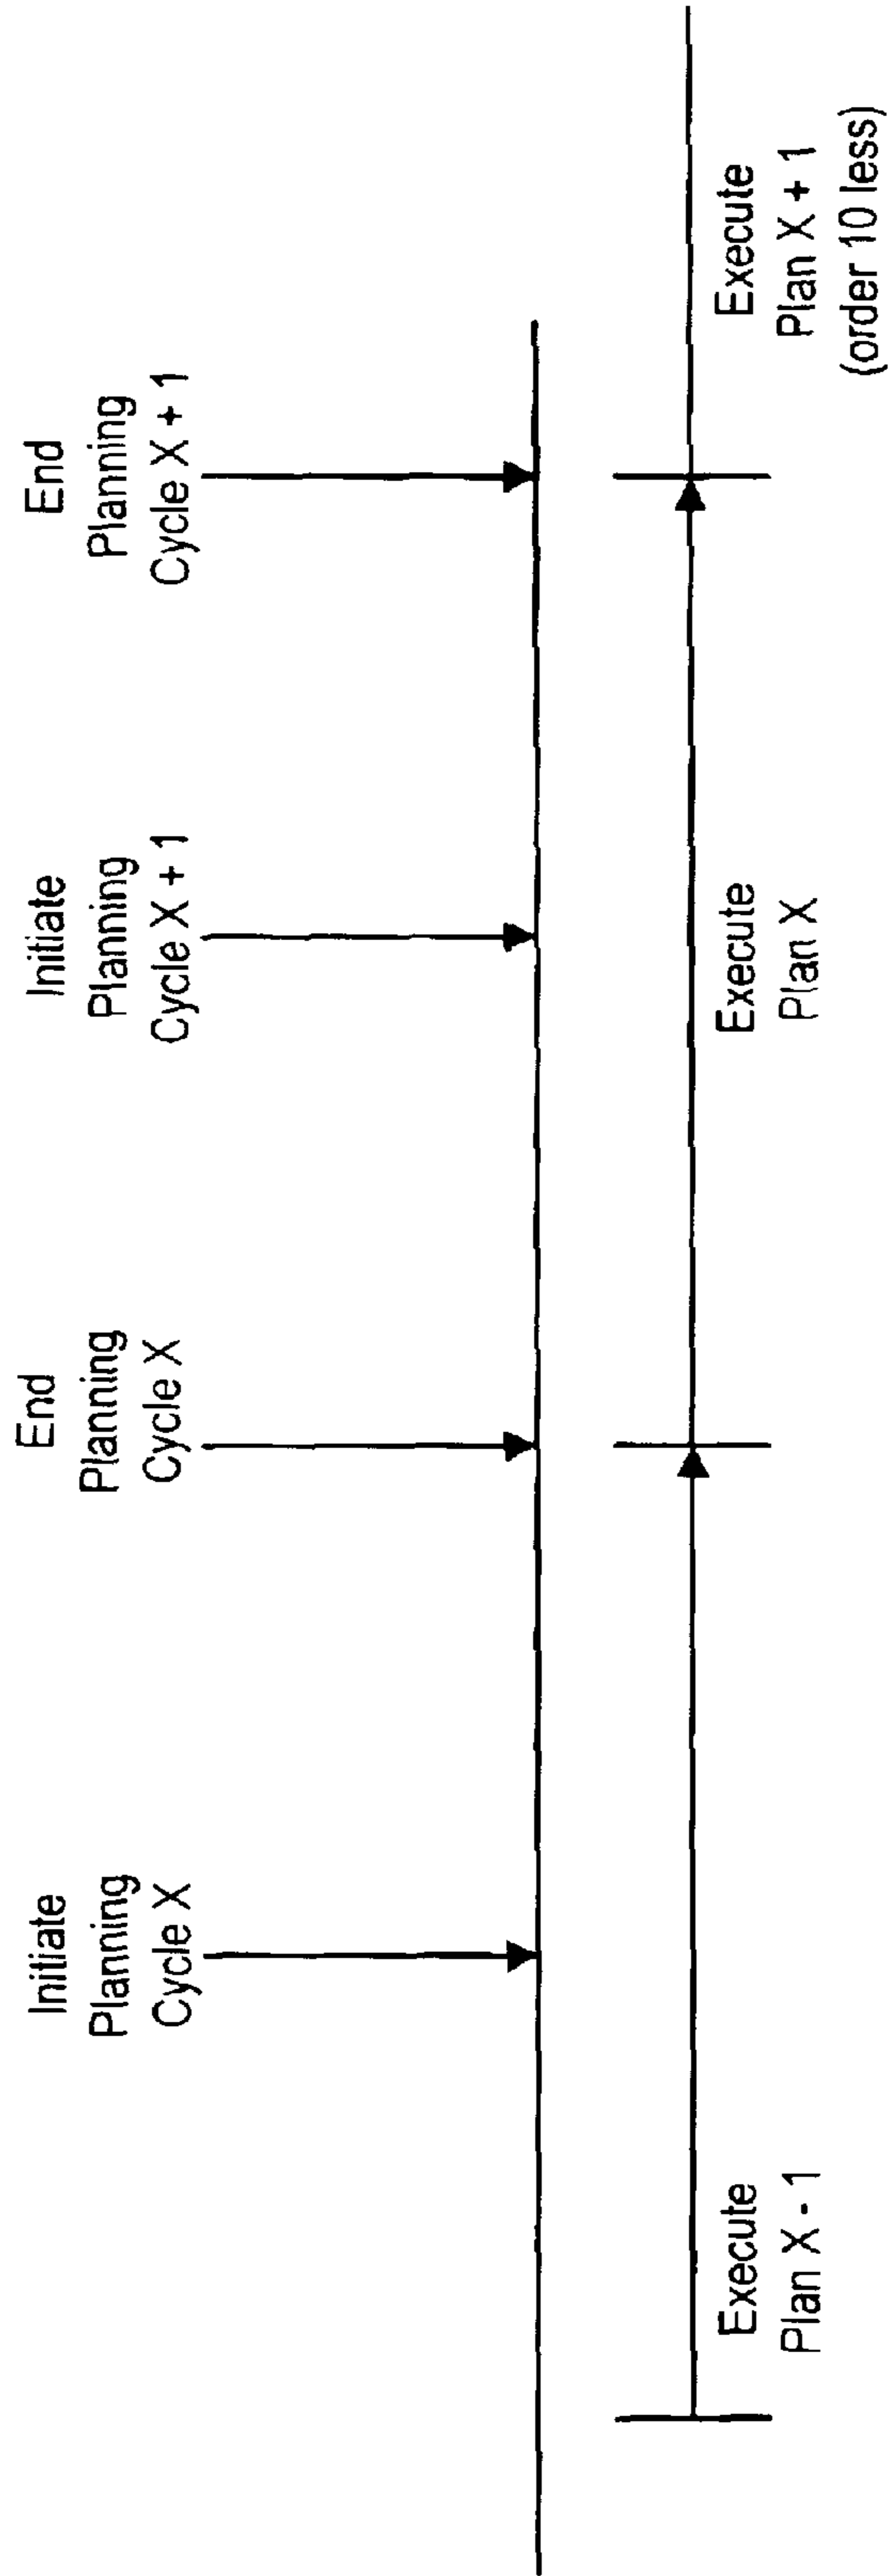 Initiate
Planning
Cycle X
End
Planning
Cycle X
Initiate
Planning
Cycle X + 1
End
Planning
Cycle X + 1
Execute
Plan X - 1
Execute
Plan X
Execute
Plan X + 1
(order 10 less)